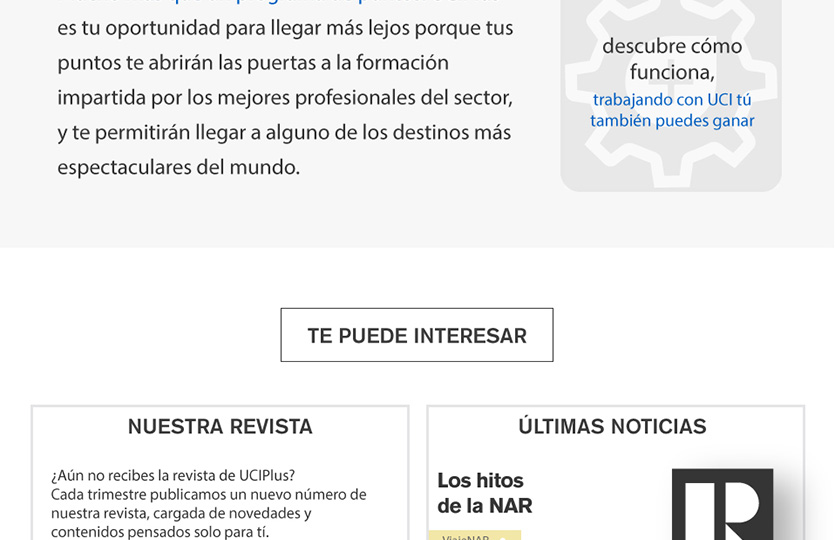 es tu oportunidad para llegar más lejos porque tus
puntos te abrirán las puertas a la formación
impartida por los mejores profesionales del sector,
y te permitirán llegar a alguno de los destinos más
espectaculares del mundo.
descubre cómo
funciona,
trabajando con UCI tú
también puedes ganar
TE PUEDE INTERESAR
NUESTRA REVISTA
¿Aún no recibes la revista de UCIPlus?
Cada trimestre publicamos un nuevo número de
nuestra revista, cargada de novedades y
contenidos pensados solo para tí.
ÚLTIMAS NOTICIAS
Los hitos
de la NAR
ViajeNAR
R